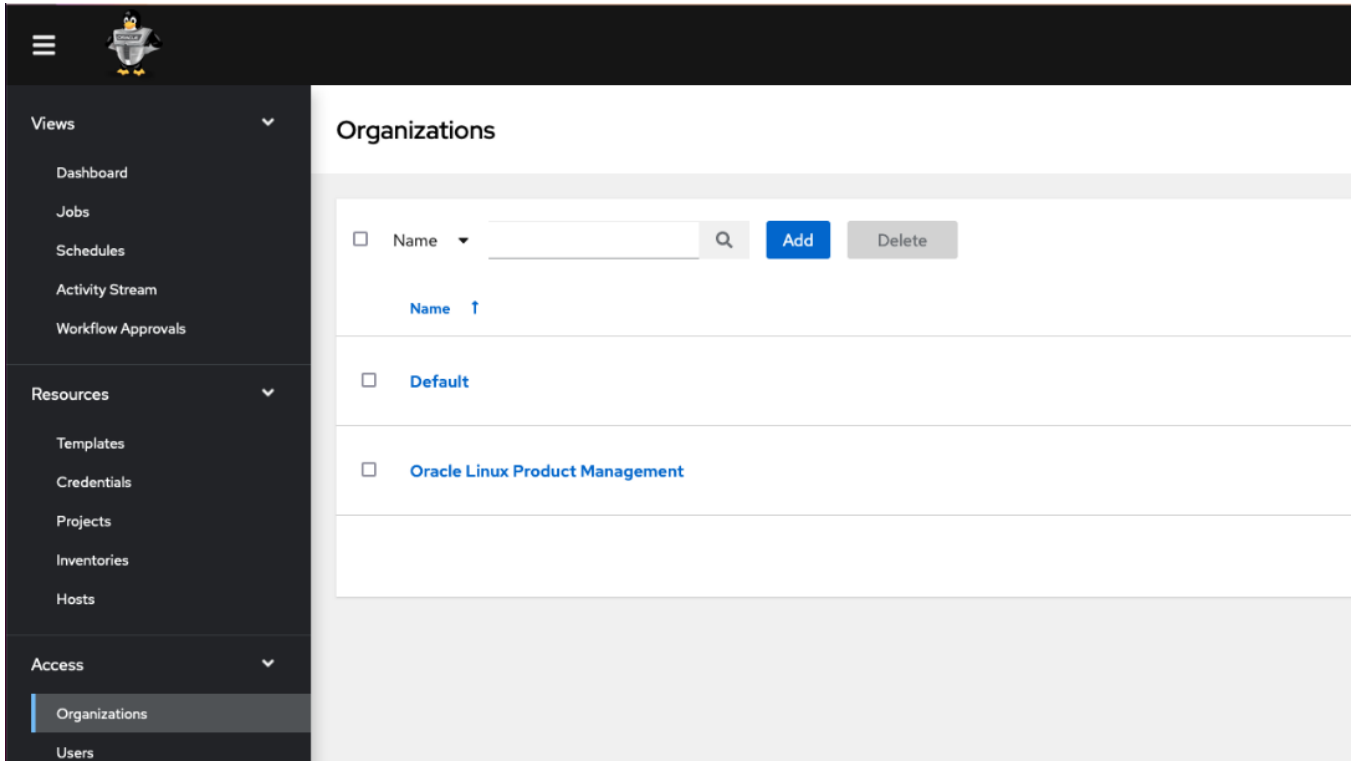 ORACLE
Views
Dashboard
Jobs
Schedules
Activity Stream
Workflow Approvals
Resources
Templates
Credentials
Projects
Inventories
Hosts
Access
Organizations
Users
Organizations
Name
Add
Delete
Name
Default
Oracle Linux Product Management